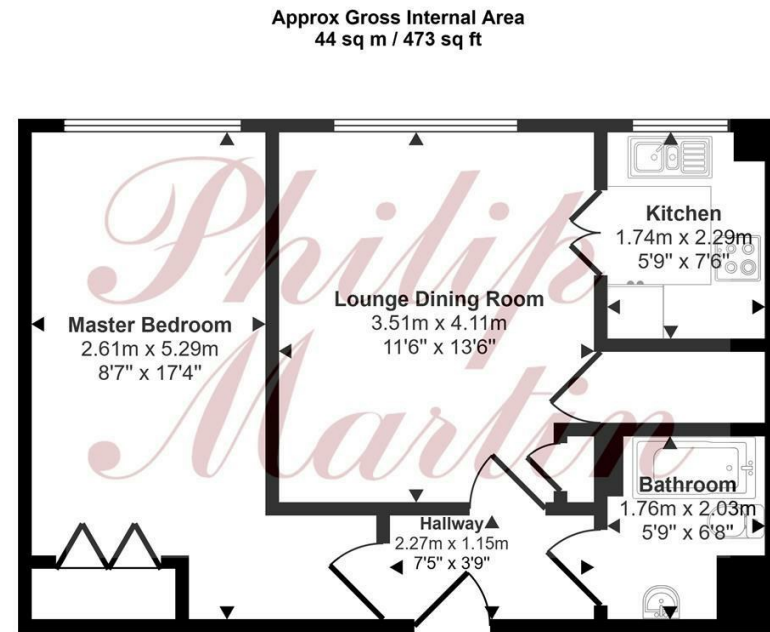 Approx Gross Internal Area
44 sq m / 473 sq ft
Philip
Martin
Kitchen
1.74m x 2.29m
5'9" x 7'6"
Lounge Dining Room
3.51m x 4.11m
11'6" x 13'6"
Master Bedroom
2.61m x 5.29m
8'7" x 17'4"
Bathroom
1.76m x 2.03m
5'9" x 6'8"
Hallway
2.27m x 1.15m
7'5" x 3'9"